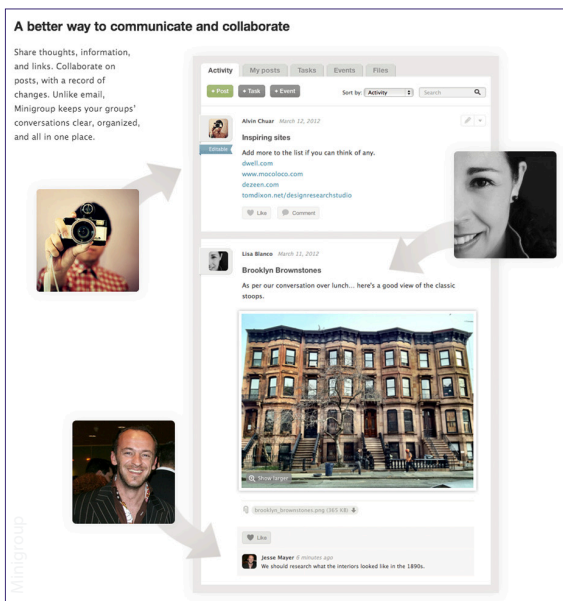 A better way to communicate and collaborate
Share thoughts, information,
and links. Collaborate on
posts, with a record of
changes. Unlike email,
Minigroup keeps your groups'
conversations clear, organized,
and all in one place.
Activity My posts Tasks Events Files
+ Post + Task + Event Sort by: Activity Search
Alvin Chuar March 12, 2012
Editable
Inspiring sites
Add more to the list if you can think of any.
dwell.com
www.mocoloco.com
dezeen.com
tomdixon.net/designresearchstudio
Like Comment
Lisa Blanco March 11, 2012
Brooklyn Brownstones
As per our conversation over lunch... here's a good view of the classic
stoops.
Show larger
brooklyn_brownstones.png (365 KB)
Like
Jesse Mayer 6 minutes ago
We should research what the interiors looked like in the 1890s.
Minigroup